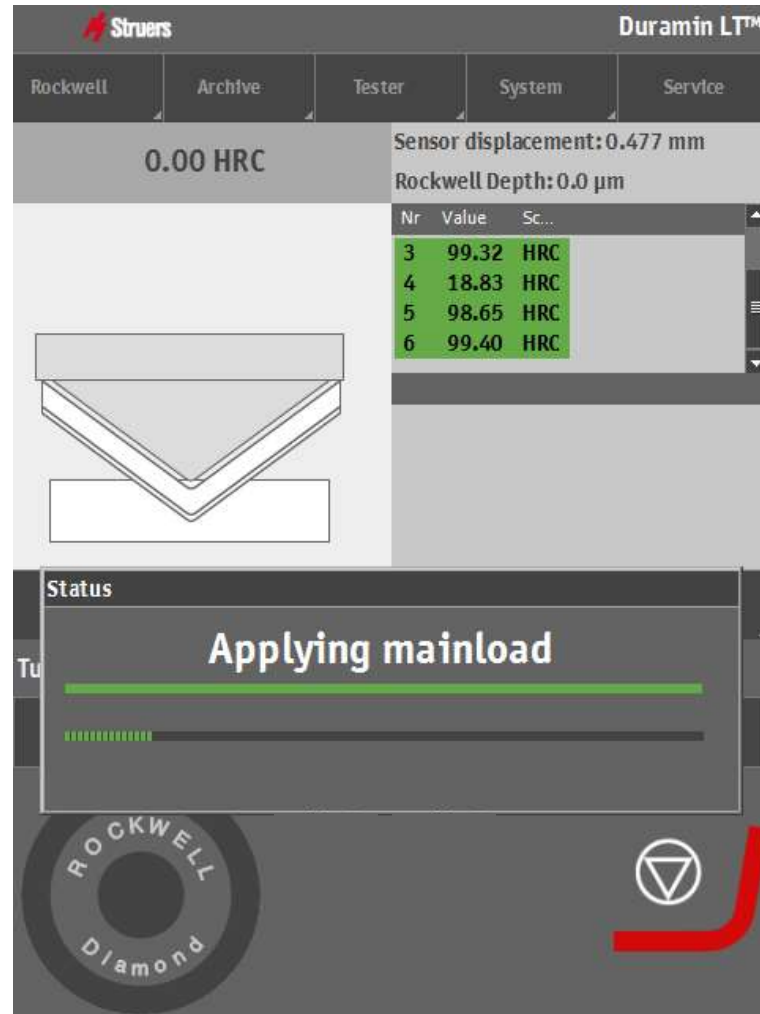 Struers Duramin LT™
Rockwell Archive Tester System Service
0.00 HRC
Sensor displacement: 0.477 mm
Rockwell Depth: 0.0 µm
Nr Value Sc...
3 99.32 HRC
4 18.83 HRC
5 98.65 HRC
6 99.40 HRC
Status
Applying mainload
Tu
ROCKWELL
Diamond